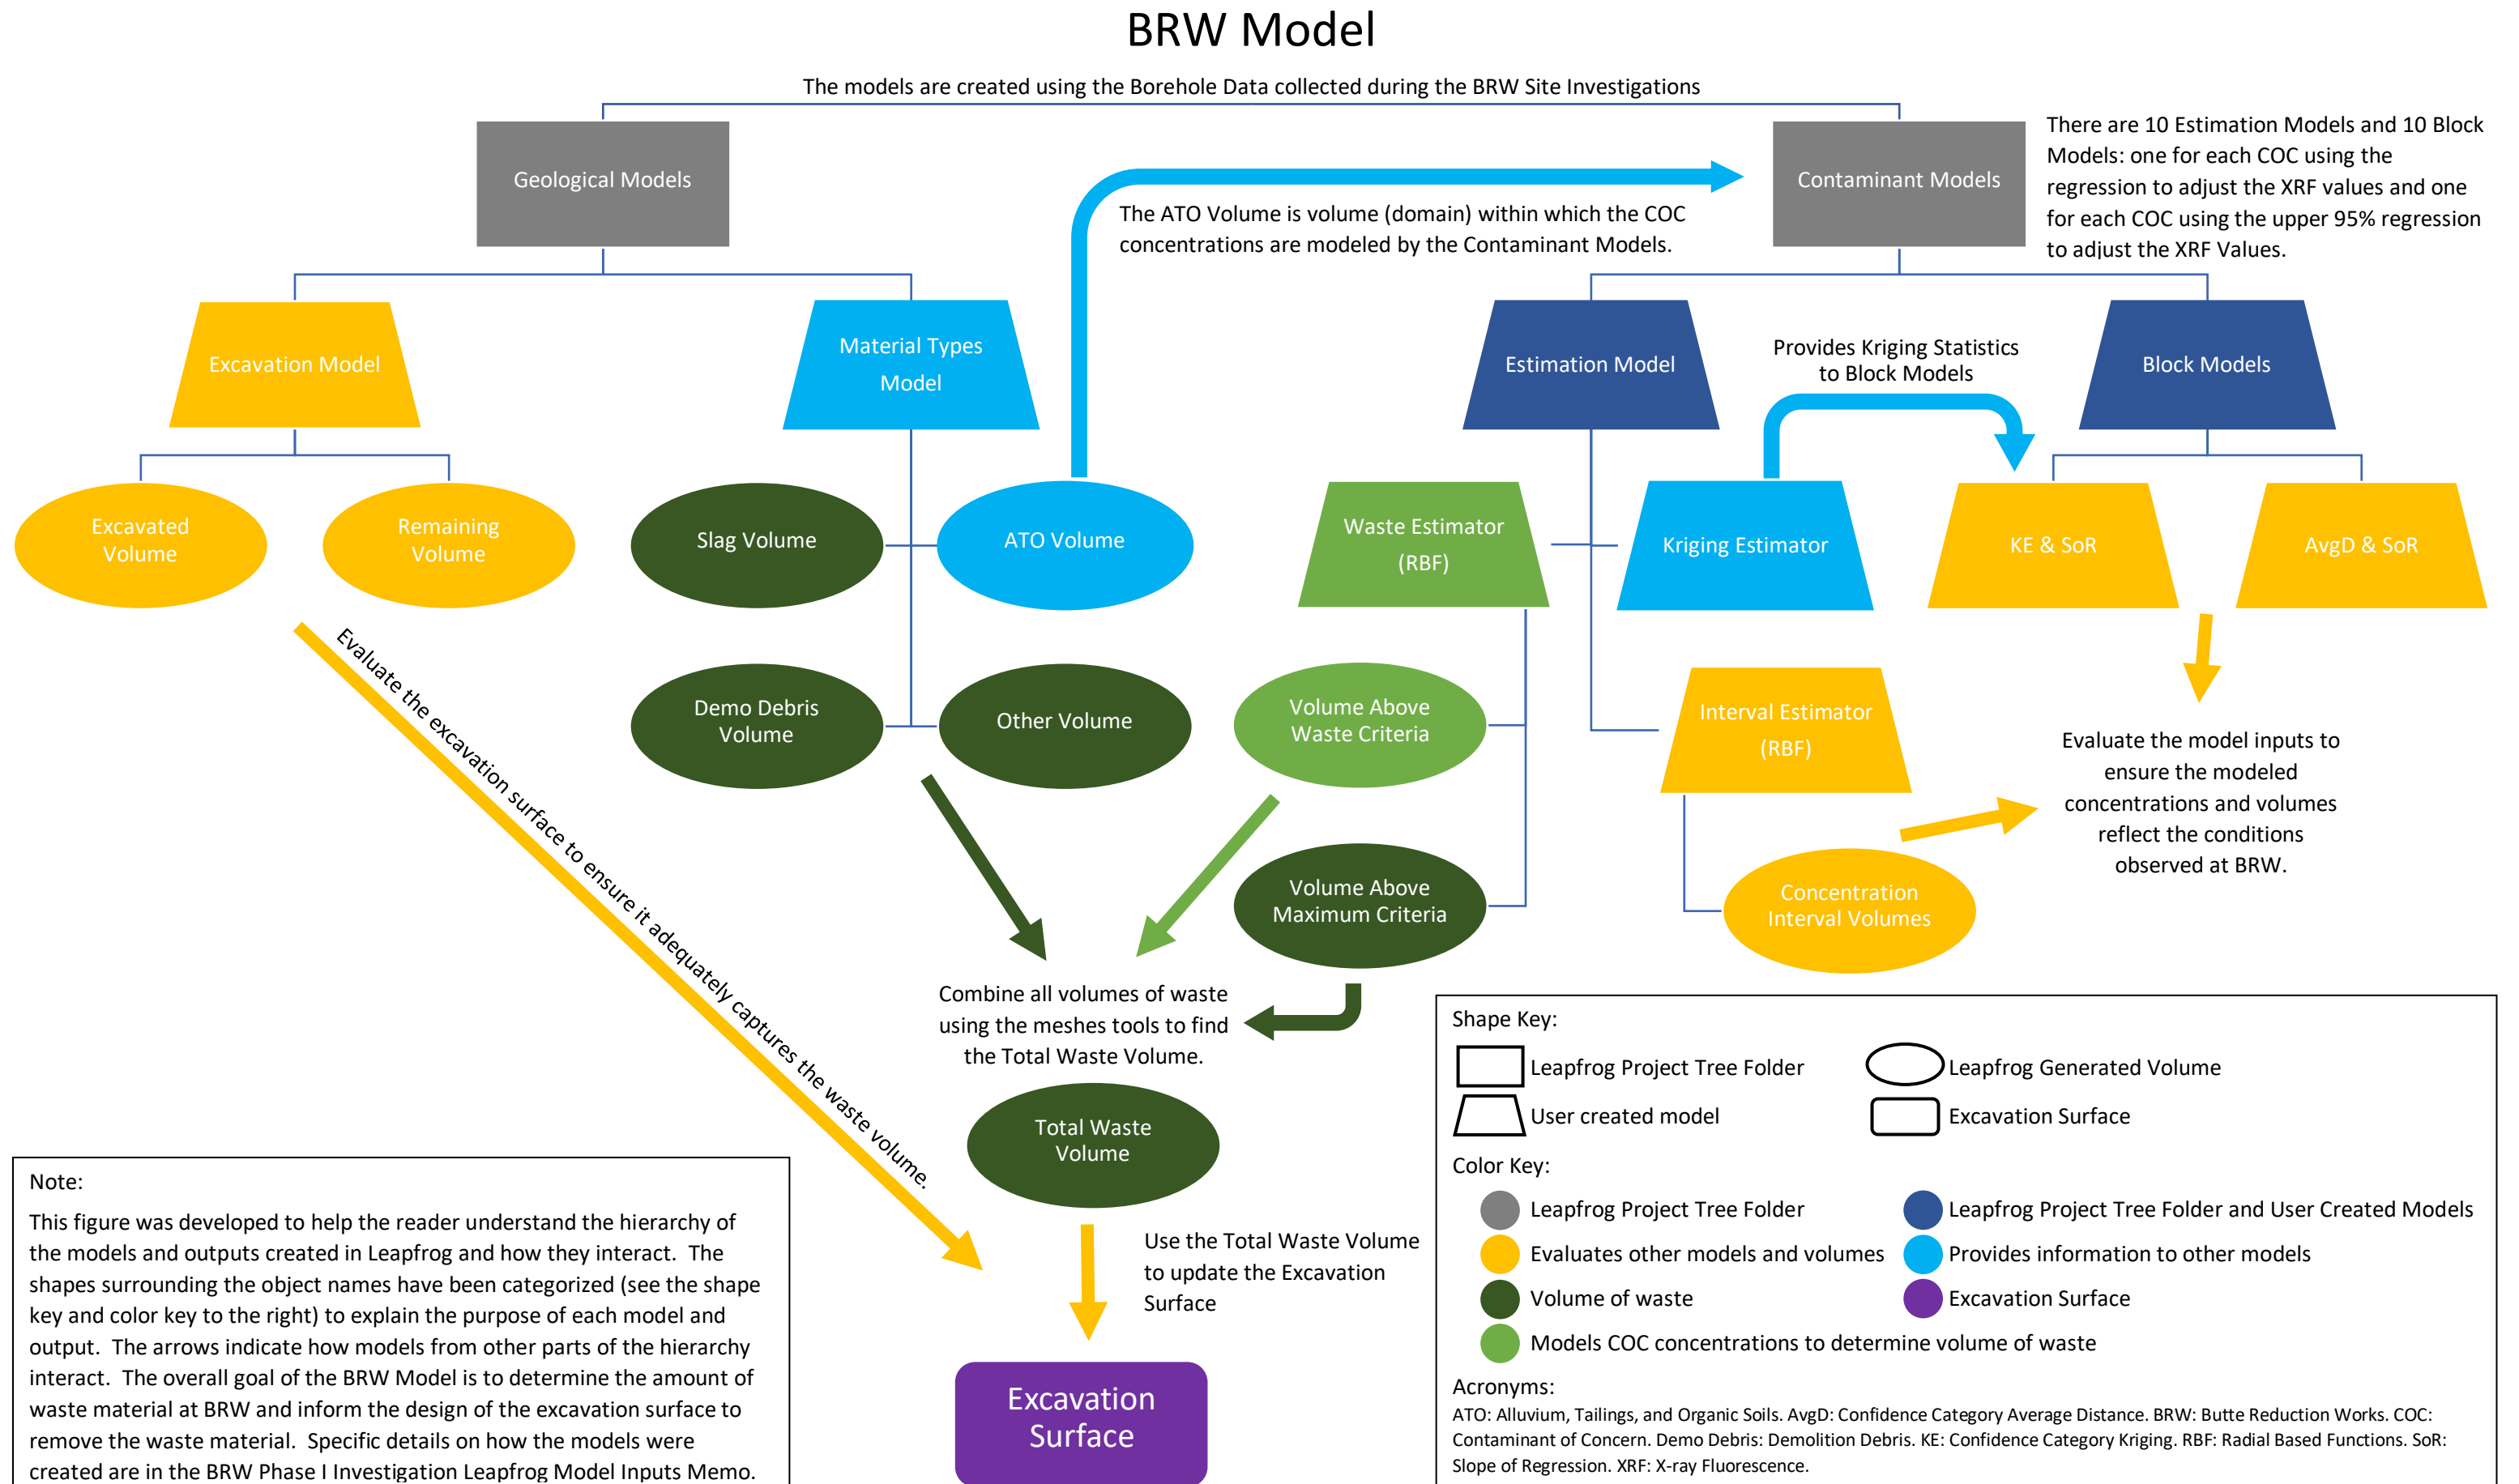 BRW Model
The models are created using the Borehole Data collected during the BRW Site Investigations
Geological Models
Contaminant Models
There are 10 Estimation Models and 10 Block
Models: one for each COC using the
regression to adjust the XRF values and one
for each COC using the upper 95% regression
to adjust the XRF Values.
The ATO Volume is volume (domain) within which the COC
concentrations are modeled by the Contaminant Models.
Excavation Model
Material Types
Model
Estimation Model
Provides Kriging Statistics
to Block Models
Block Models
Excavated
Volume
Remaining
Volume
Slag Volume
ATO Volume
Waste Estimator
(RBF)
Kriging Estimator
KE & SoR
AvgD & SoR
Evaluate the excavation surface to ensure it adequately captures the waste volume.
Demo Debris
Volume
Other Volume
Volume Above
Waste Criteria
Interval Estimator
(RBF)
Evaluate the model inputs to
ensure the modeled
concentrations and volumes
reflect the conditions
observed at BRW.
Volume Above
Maximum Criteria
Concentration
Interval Volumes
Combine all volumes of waste
using the meshes tools to find
the Total Waste Volume.
Total Waste
Volume
Use the Total Waste Volume
to update the Excavation
Surface
Excavation
Surface
Note:
This figure was developed to help the reader understand the hierarchy of
the models and outputs created in Leapfrog and how they interact. The
shapes surrounding the object names have been categorized (see the shape
key and color key to the right) to explain the purpose of each model and
output. The arrows indicate how models from other parts of the hierarchy
interact. The overall goal of the BRW Model is to determine the amount of
waste material at BRW and inform the design of the excavation surface to
remove the waste material. Specific details on how the models were
created are in the BRW Phase I Investigation Leapfrog Model Inputs Memo.
Shape Key:
Leapfrog Project Tree Folder
Leapfrog Generated Volume
User created model
Excavation Surface
Color Key:
Leapfrog Project Tree Folder
Leapfrog Project Tree Folder and User Created Models
Evaluates other models and volumes
Provides information to other models
Volume of waste
Excavation Surface
Models COC concentrations to determine volume of waste
Acronyms:
ATO: Alluvium, Tailings, and Organic Soils. AvgD: Confidence Category Average Distance. BRW: Butte Reduction Works. COC:
Contaminant of Concern. Demo Debris: Demolition Debris. KE: Confidence Category Kriging. RBF: Radial Based Functions. SoR:
Slope of Regression. XRF: X-ray Fluorescence.